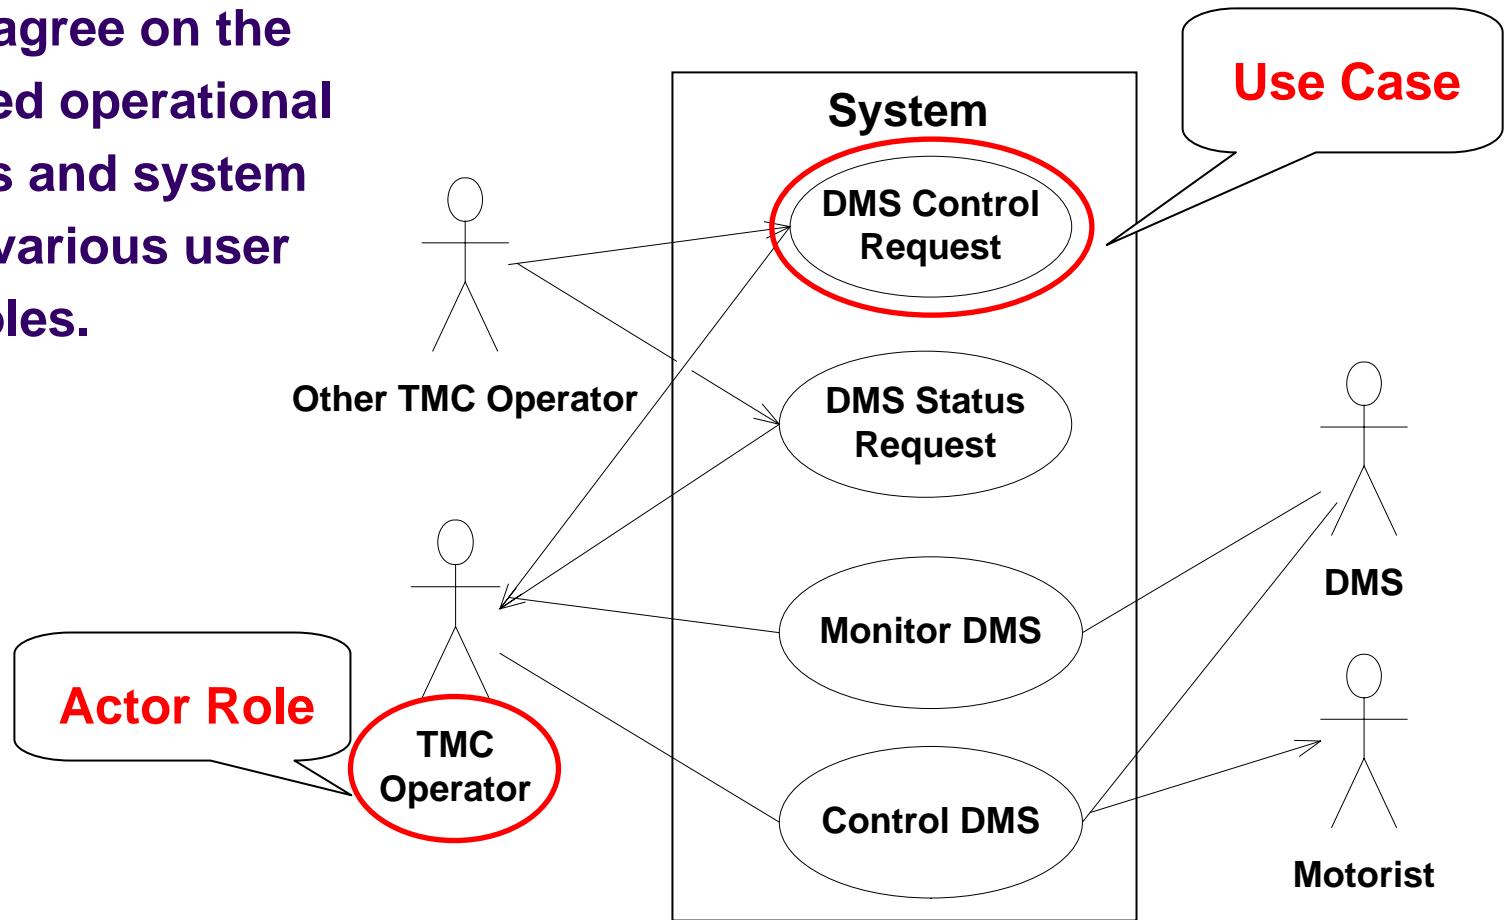 agree on the
ed operational
s and system
various user
oles.
System
Use Case
DMS Control
Request
Other TMC Operator
DMS Status
Request
DMS
Monitor DMS
Actor Role
TMC
Operator
Control DMS
Motorist